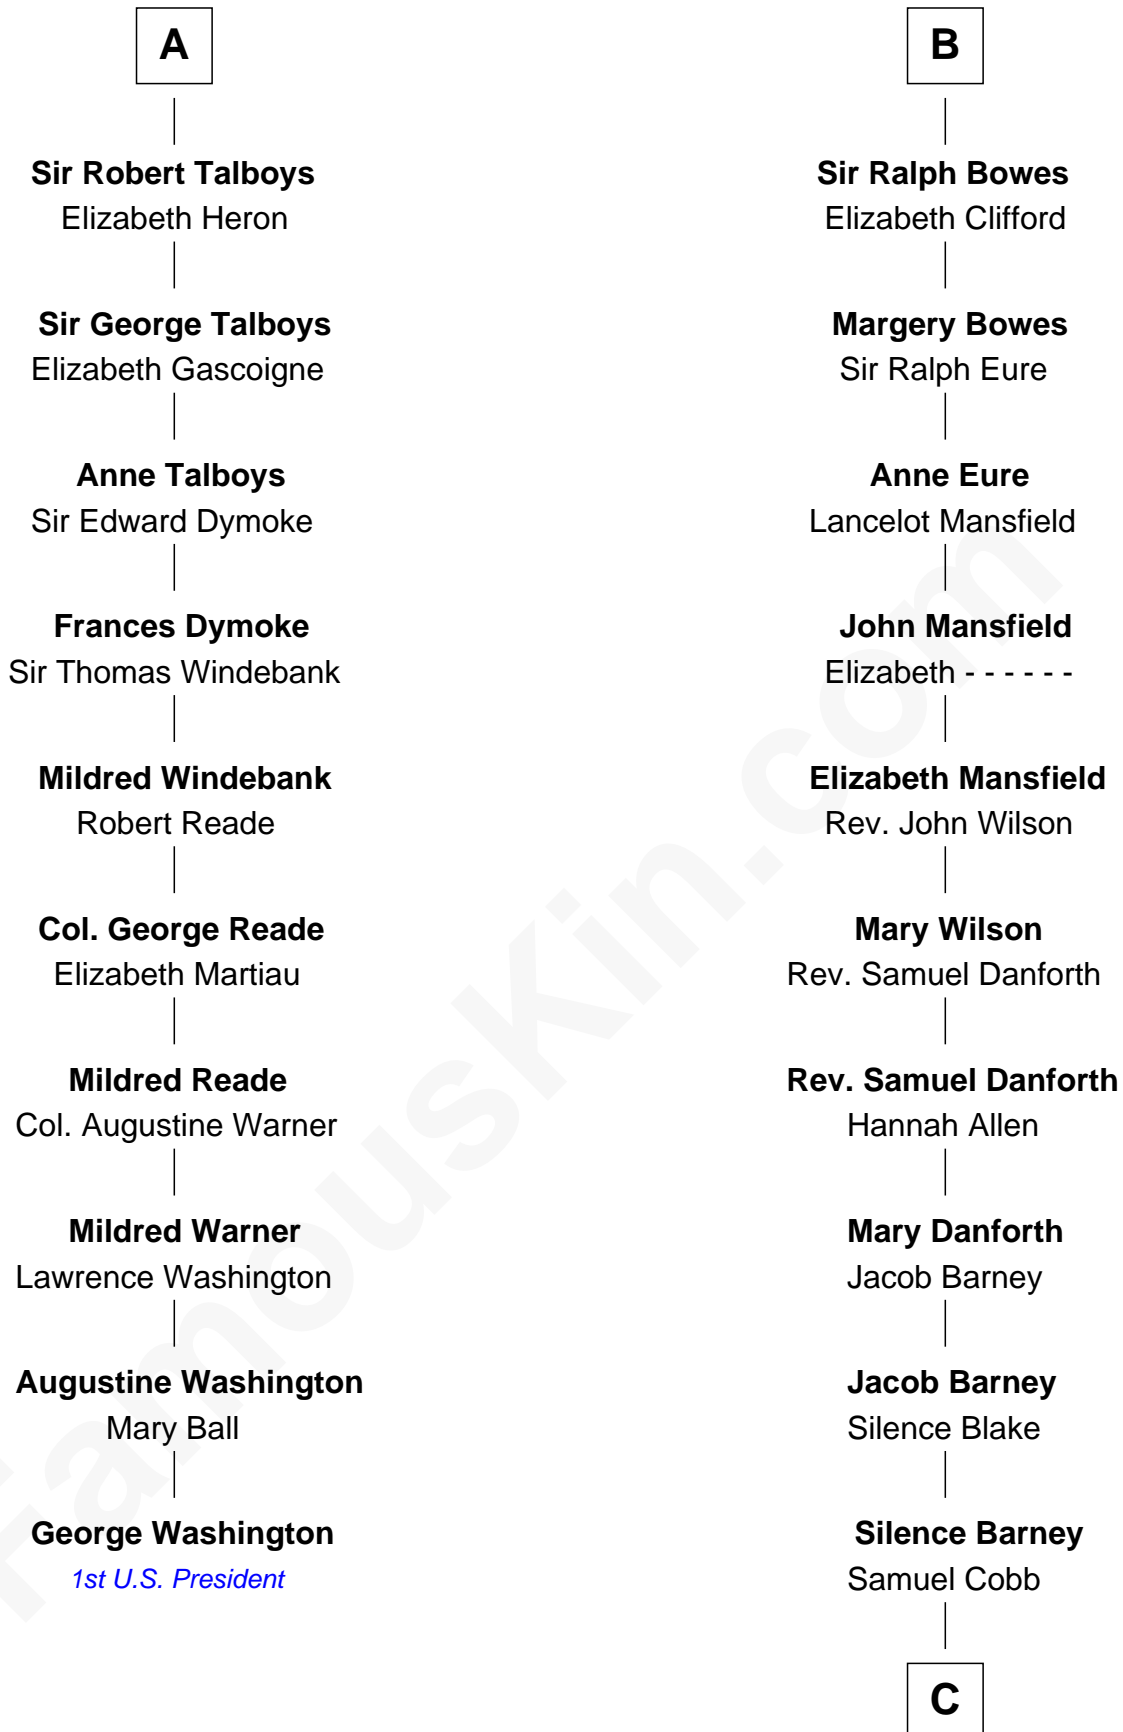 A
Sir Robert Talboys
Elizabeth Heron
Sir George Talboys
Elizabeth Gascoigne
Anne Talboys
Sir Edward Dymoke
Frances Dymoke
Sir Thomas Windebank
Mildred Windebank
Robert Reade
Col. George Reade
Elizabeth Martiau
Mildred Reade
Col. Augustine Warner
Mildred Warner
Lawrence Washington
Augustine Washington
Mary Ball
George Washington
1st U.S. President
B
Sir Ralph Bowes
Elizabeth Clifford
Margery Bowes
Sir Ralph Eure
Anne Eure
Lancelot Mansfield
John Mansfield
Elizabeth - - - - - -
Elizabeth Mansfield
Rev. John Wilson
Mary Wilson
Rev. Samuel Danforth
Rev. Samuel Danforth
Hannah Allen
Mary Danforth
Jacob Barney
Jacob Barney
Silence Blake
Silence Barney
Samuel Cobb
C
FamousKin.com